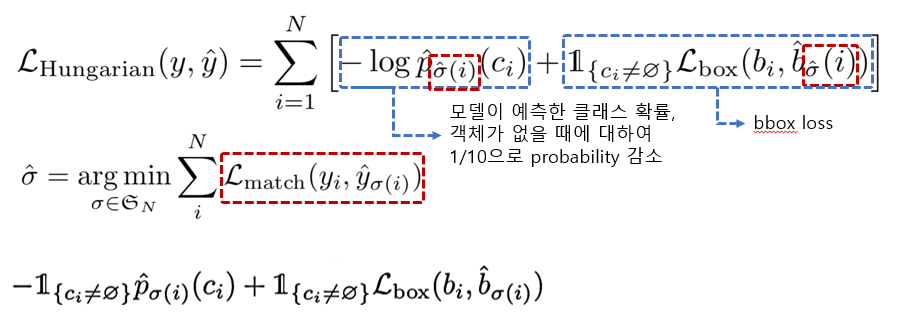 $\mathcal{L}_{\text{Hungarian}}(y, \hat{y}) = \sum_{i=1}^{N} \left[ -\log \hat{p}_{\hat{\sigma}(i)}(c_i) + \mathbb{1}_{\{c_i \neq \varnothing\}} \mathcal{L}_{\text{box}}(b_i, \hat{b}_{\hat{\sigma}}(i)) \right]$
모델이 예측한 클래스 확률,
객체가 없을 때에 대하여
1/10으로 probability 감소
bbox loss
$\hat{\sigma} = \underset{\sigma \in \mathfrak{S}_N}{\arg\min} \sum_{i}^{N} \mathcal{L}_{\text{match}}(y_i, \hat{y}_{\sigma(i)})$
$-\mathbb{1}_{\{c_i \neq \varnothing\}} \hat{p}_{\sigma(i)}(c_i) + \mathbb{1}_{\{c_i \neq \varnothing\}} \mathcal{L}_{\text{box}}(b_i, \hat{b}_{\sigma(i)})$